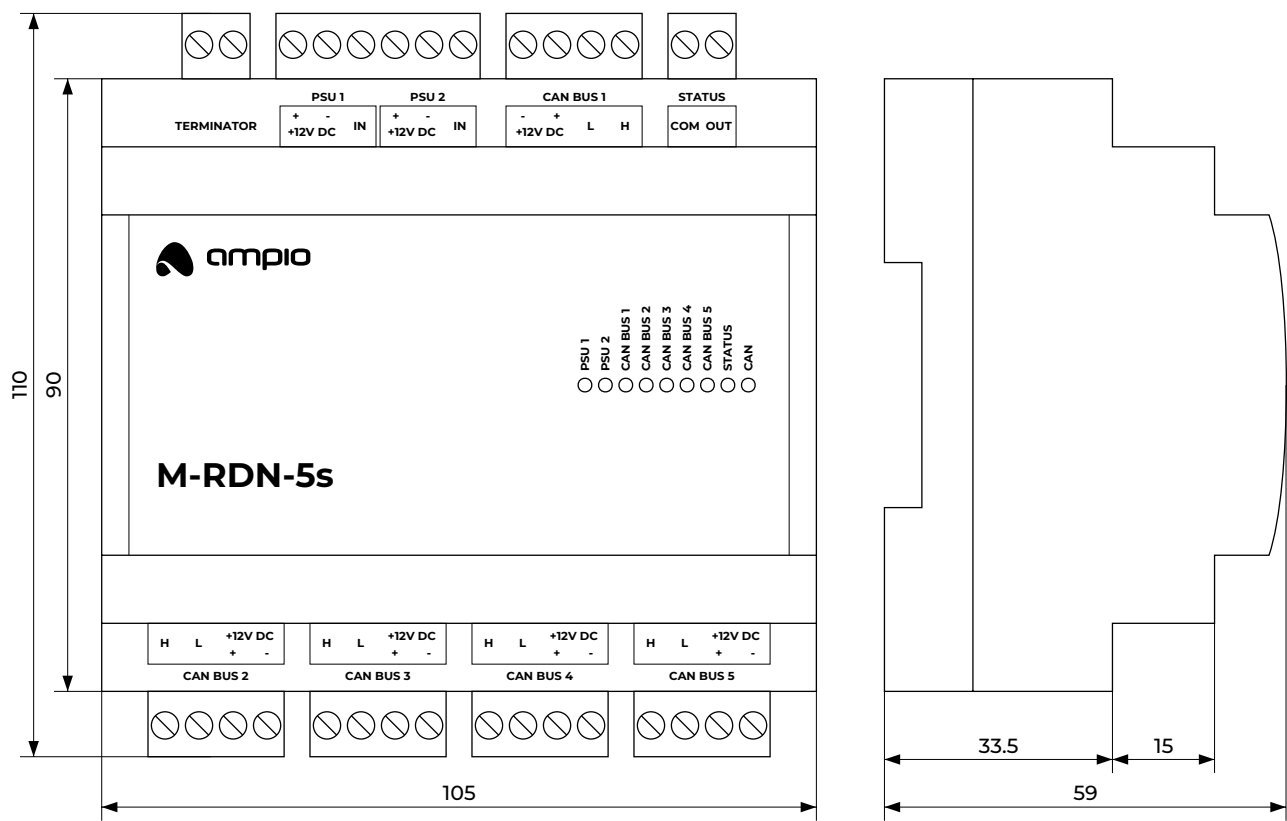 PSU 1 PSU 2 CAN BUS 1 STATUS
TERMINATOR + - +12V DC IN + - +12V DC IN - + +12V DC L H COM OUT
ampio
PSU 1
PSU 2
CAN BUS 1
CAN BUS 2
CAN BUS 3
CAN BUS 4
CAN BUS 5
STATUS
CAN
110
90
M-RDN-5s
H L +12V DC + - H L +12V DC + - H L +12V DC + - H L +12V DC + -
CAN BUS 2 CAN BUS 3 CAN BUS 4 CAN BUS 5
33.5 15
105 59